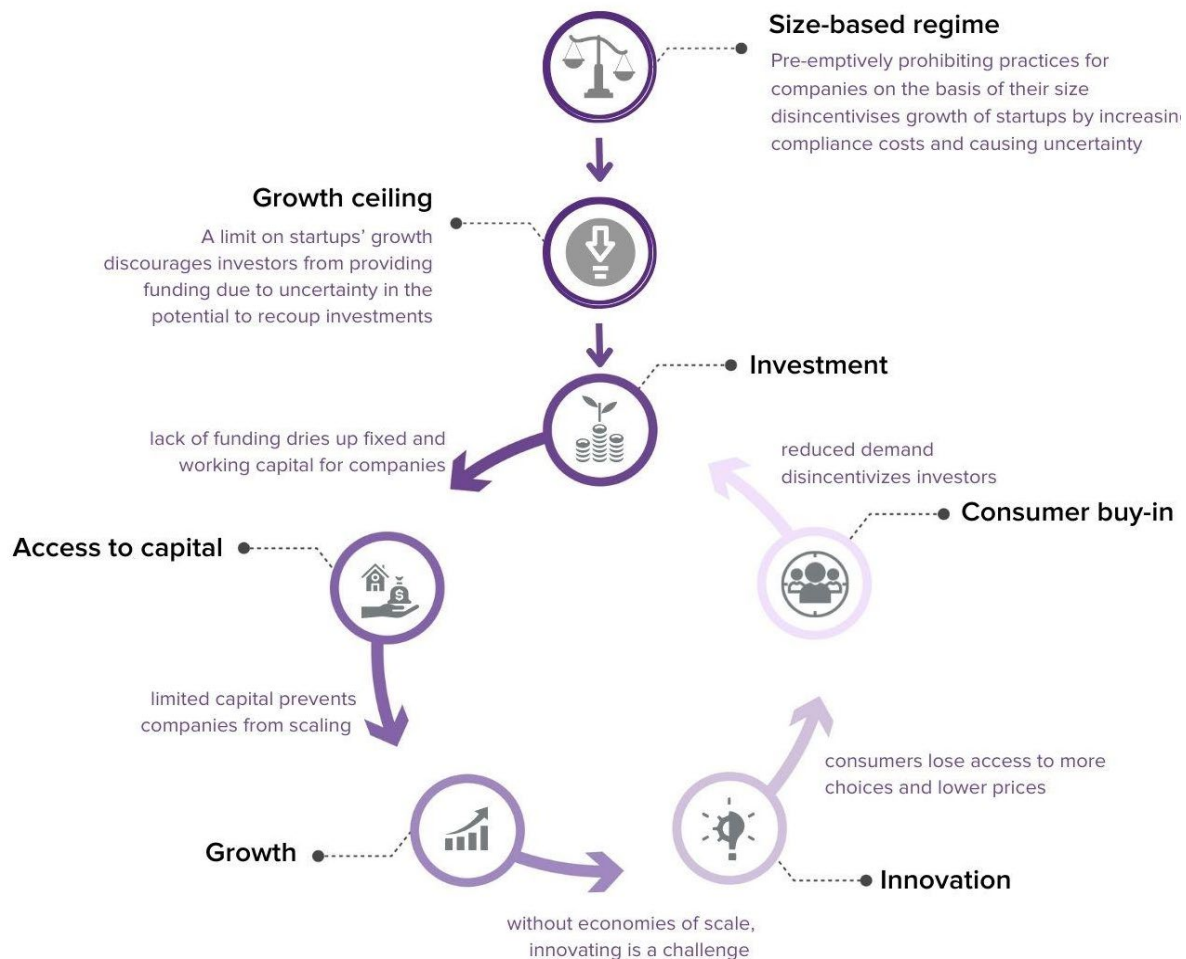 Size-based regime
Pre-emptively prohibiting practices for
companies on the basis of their size
disincentivises growth of startups by increasing
compliance costs and causing uncertainty
Growth ceiling
A limit on startups’ growth
discourages investors from providing
funding due to uncertainty in the
potential to recoup investments
Investment
lack of funding dries up fixed and
working capital for companies
reduced demand
disincentivizes investors
Consumer buy-in
Access to capital
$
limited capital prevents
companies from scaling
consumers lose access to more
choices and lower prices
Growth
Innovation
without economies of scale,
innovating is a challenge